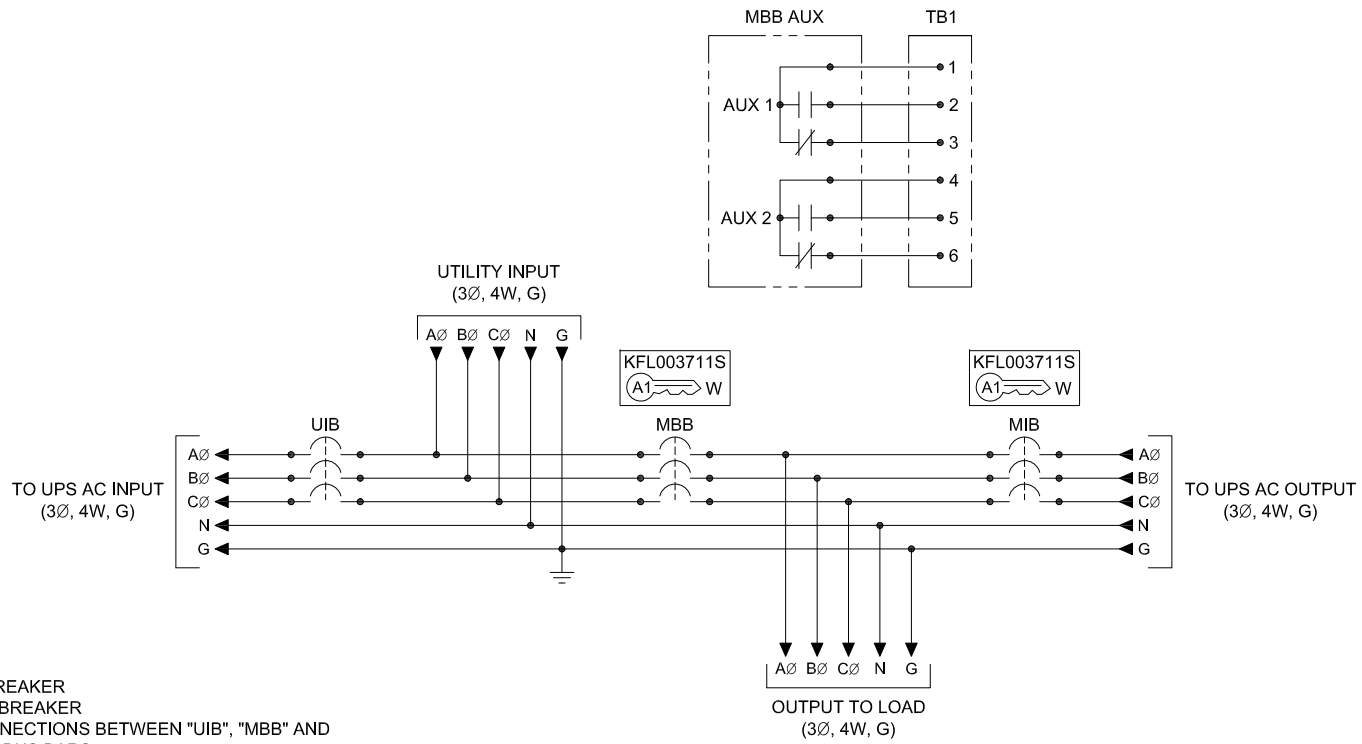 MBB AUX
TB1
1
AUX 1
2
3
4
AUX 2
5
6
UTILITY INPUT
(3Ø, 4W, G)
AØ BØ CØ N G
KFL003711S
A1 W
KFL003711S
A1 W
UIB
MBB
MIB
TO UPS AC INPUT
(3Ø, 4W, G)
AØ
BØ
CØ
N
G
AØ
BØ
CØ
N
G
TO UPS AC OUTPUT
(3Ø, 4W, G)
AØ BØ CØ N G
OUTPUT TO LOAD
(3Ø, 4W, G)
REAKER
BREAKER
NECTIONS BETWEEN "UIB", "MBB" AND